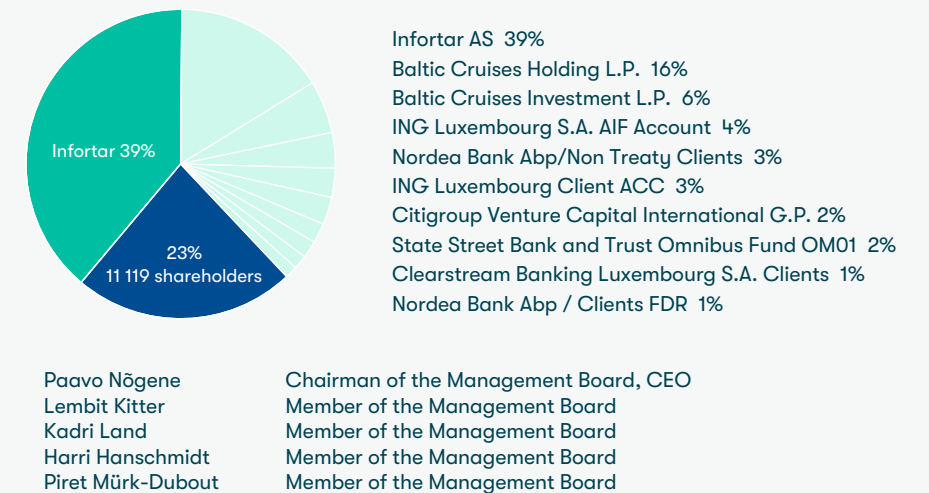 Infortar 39%
23%
11 119 shareholders
Infortar AS 39%
Baltic Cruises Holding L.P. 16%
Baltic Cruises Investment L.P. 6%
ING Luxembourg S.A. AIF Account 4%
Nordea Bank Abp/Non Treaty Clients 3%
ING Luxembourg Client ACC 3%
Citigroup Venture Capital International G.P. 2%
State Street Bank and Trust Omnibus Fund OM01 2%
Clearstream Banking Luxembourg S.A. Clients 1%
Nordea Bank Abp / Clients FDR 1%
Paavo Nõgene Chairman of the Management Board, CEO
Lembit Kitter Member of the Management Board
Kadri Land Member of the Management Board
Harri Hanschmidt Member of the Management Board
Piret Mürk-Dubout Member of the Management Board